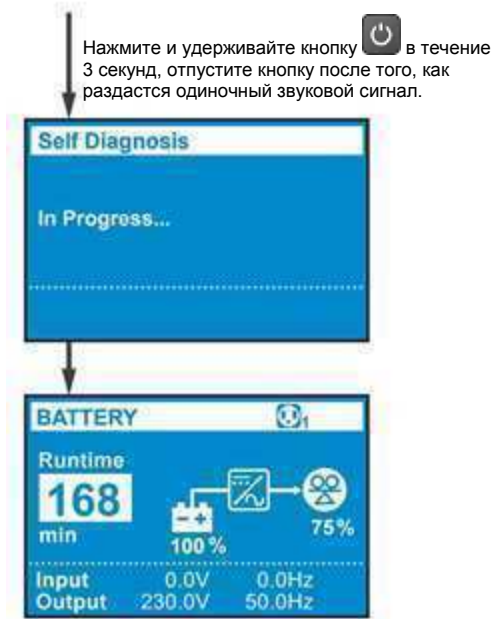 Нажмите и удерживайте кнопку в течение
3 секунд, отпустите кнопку после того, как
раздастся одиночный звуковой сигнал.
Self Diagnosis
In Progress...
BATTERY 1
Runtime
168
min
100 %
75%
Input 0.0V 0.0Hz
Output 230.0V 50.0Hz